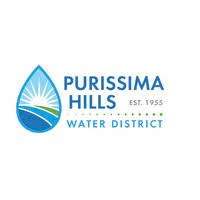 PURISSIMA
HILLS EST. 1955
WATER DISTRICT